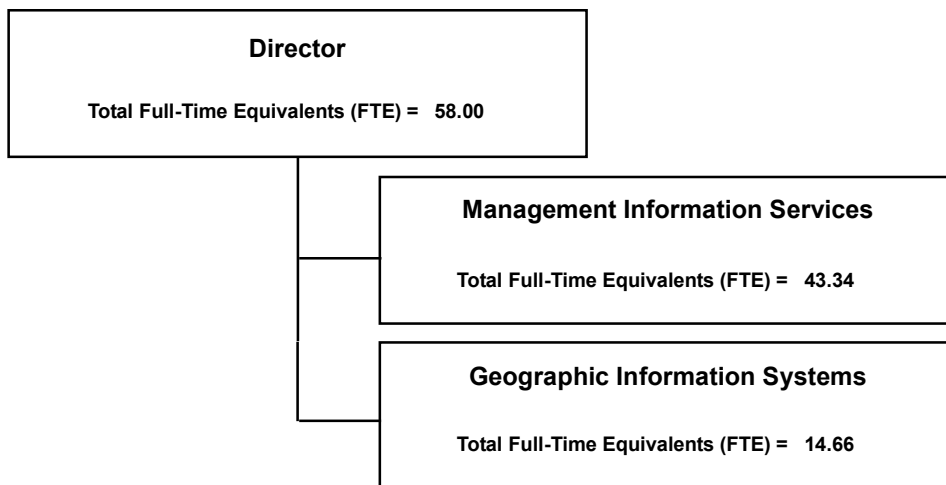 Director
Total Full-Time Equivalents (FTE) = 58.00
Management Information Services
Total Full-Time Equivalents (FTE) = 43.34
Geographic Information Systems
Total Full-Time Equivalents (FTE) = 14.66